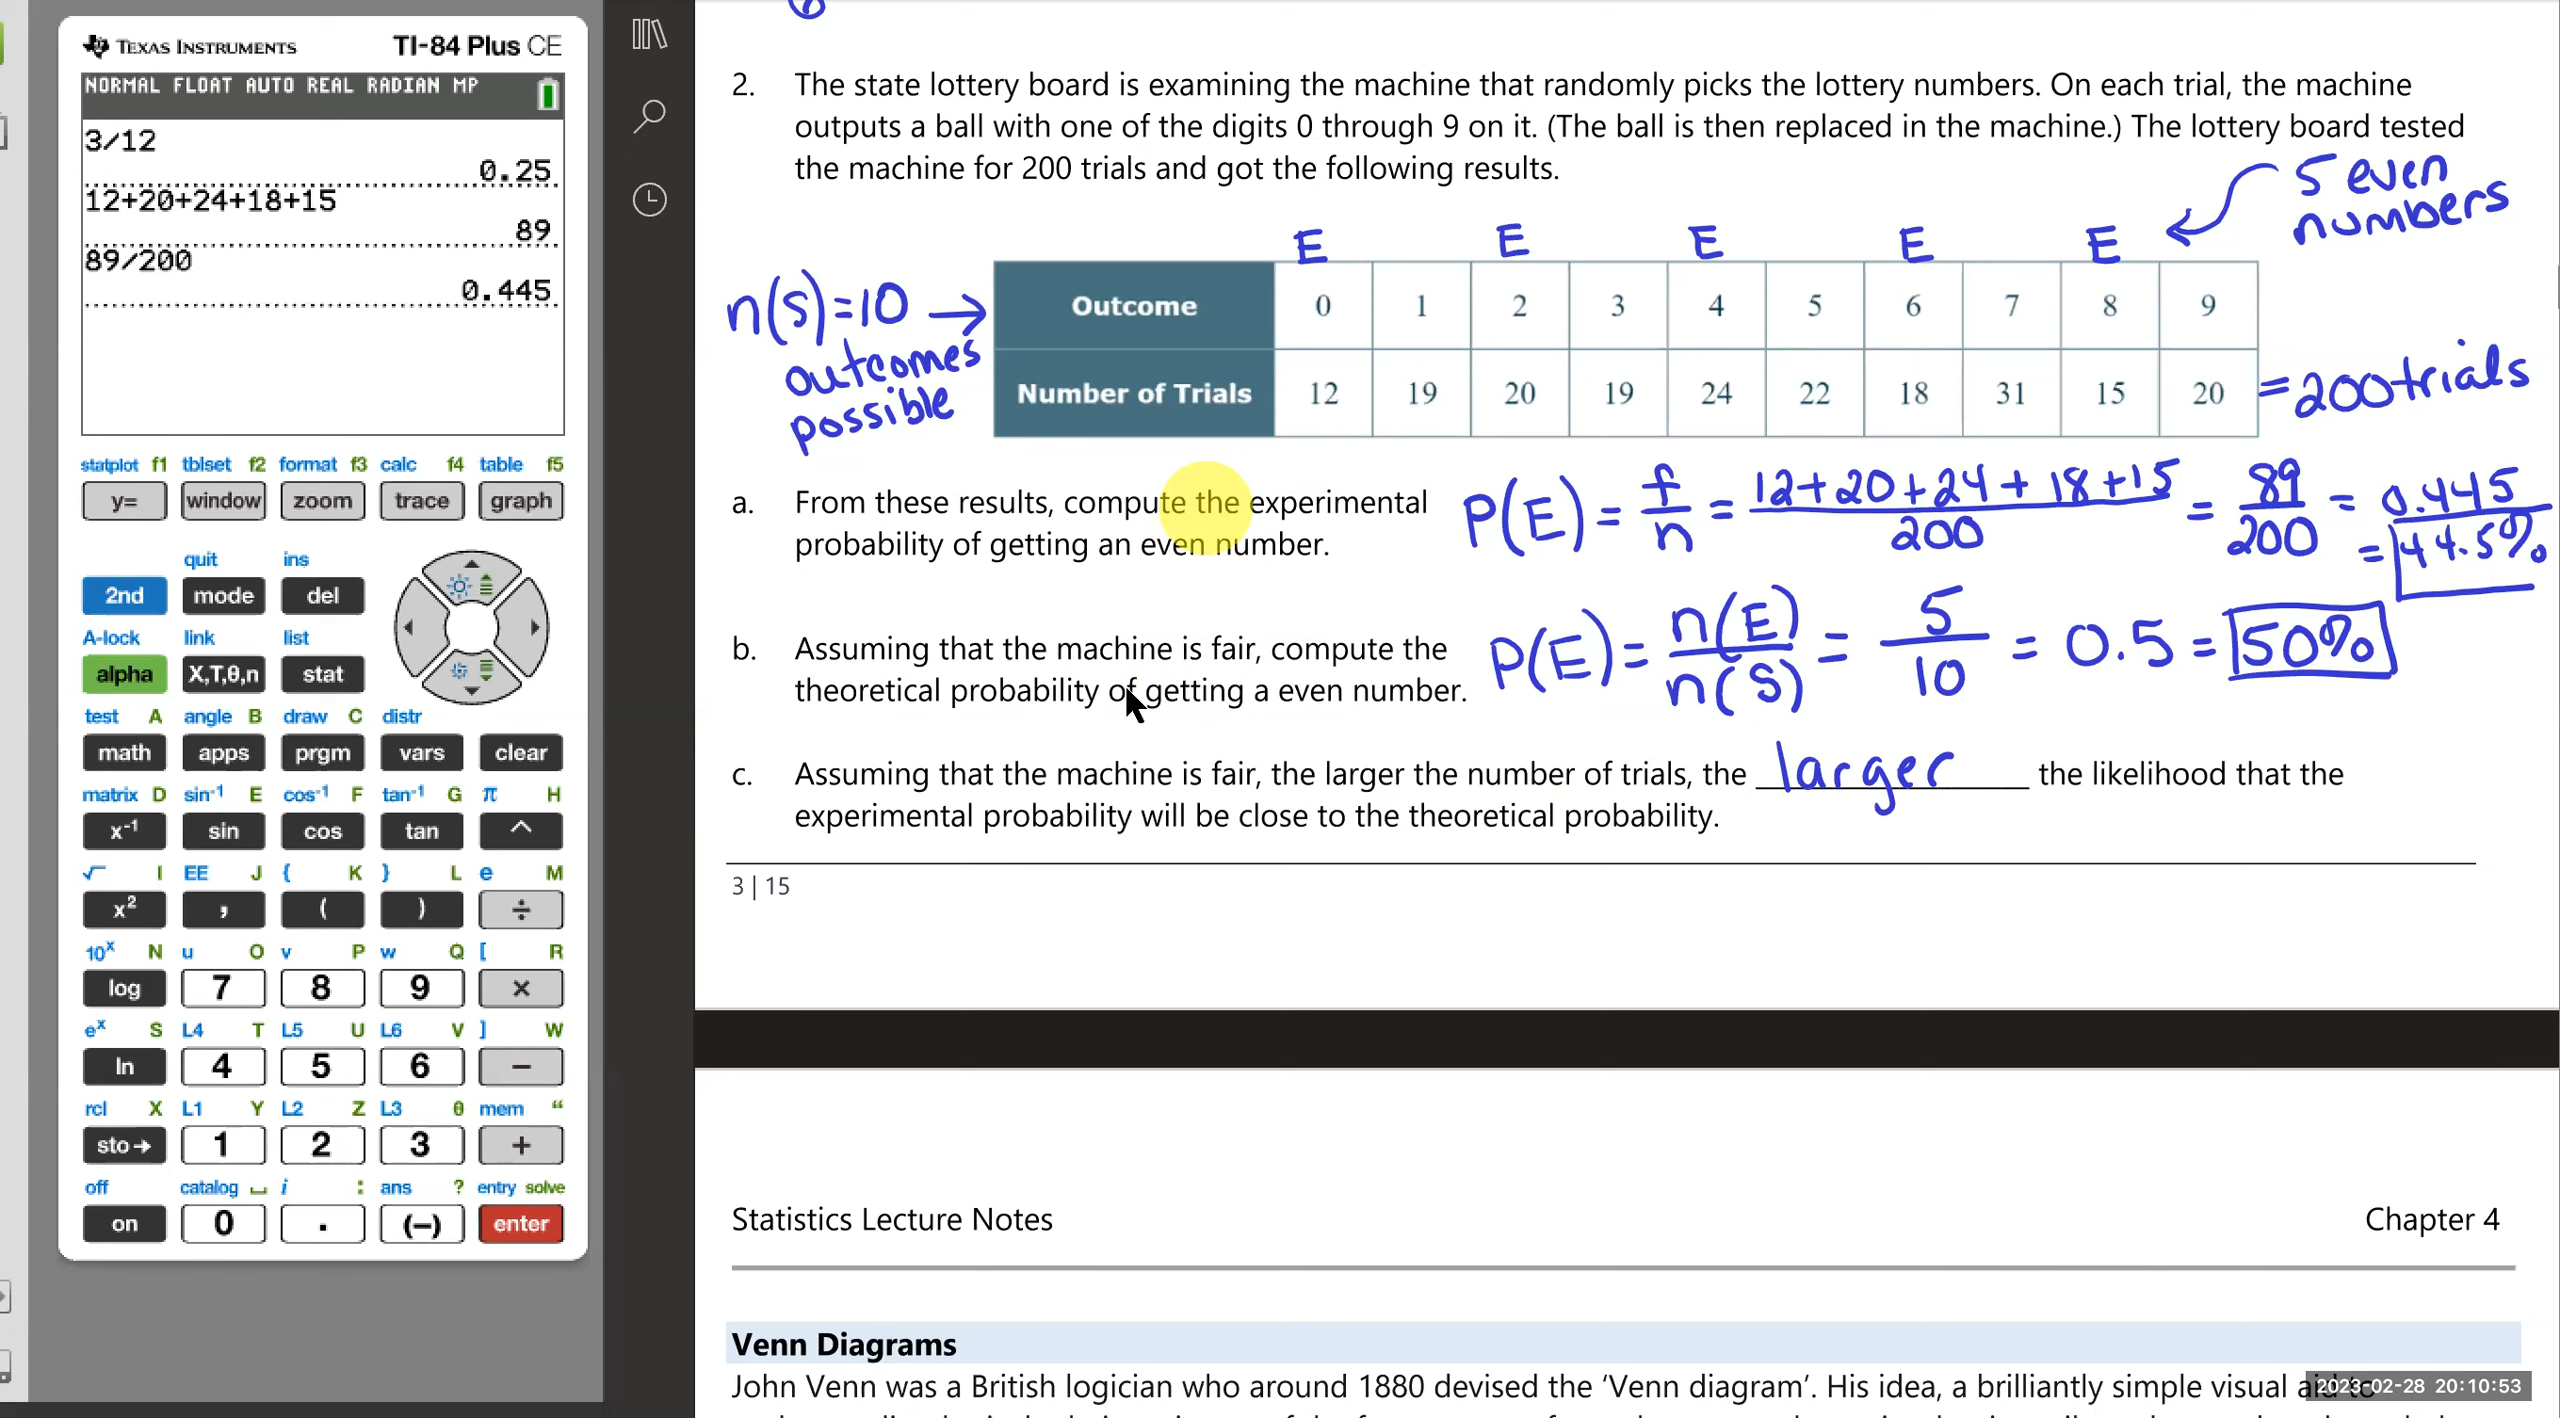 TEXAS INSTRUMENTS TI-84 Plus CE
NORMAL FLOAT AUTO REAL RADIAN MP
3/12
0.25
12+20+24+18+15
89
89/200
0.445
statplot f1 tblset f2 format f3 calc f4 table f5
y= window zoom trace graph
quit ins
2nd mode del
A-lock link list
alpha X,T,θ,n stat
test A angle B draw C distr
math apps prgm vars clear
matrix D sin-1 E cos-1 F tan-1 G π H
x-1 sin cos tan ^
√ I EE J { K } L e M
x² , ( ) ÷
10x N u O v P w Q [ R
log 7 8 9 ×
ex S L4 T L5 U L6 V ] W
ln 4 5 6 −
rcl X L1 Y L2 Z L3 θ mem “
sto→ 1 2 3 +
off catalog ⎵ i : ans ? entry solve
on 0 . (−) enter
2. The state lottery board is examining the machine that randomly picks the lottery numbers. On each trial, the machine
outputs a ball with one of the digits 0 through 9 on it. (The ball is then replaced in the machine.) The lottery board tested
the machine for 200 trials and got the following results.
5 even
numbers
E E E E E
n(S)=10 →
outcomes
possible
Outcome 0 1 2 3 4 5 6 7 8 9
Number of Trials 12 19 20 19 24 22 18 31 15 20
=200 trials
a. From these results, compute the experimental
probability of getting an even number.
P(E) = f/n = 12+20+24+18+15/200 = 89/200 = 0.445
= 44.5%
b. Assuming that the machine is fair, compute the
theoretical probability of getting a even number.
P(E) = n(E)/n(S) = 5/10 = 0.5 = 50%
c. Assuming that the machine is fair, the larger the number of trials, the larger the likelihood that the
experimental probability will be close to the theoretical probability.
3 | 15
Statistics Lecture Notes Chapter 4
Venn Diagrams
John Venn was a British logician who around 1880 devised the ‘Venn diagram’. His idea, a brilliantly simple visual
2023-02-28 20:10:53